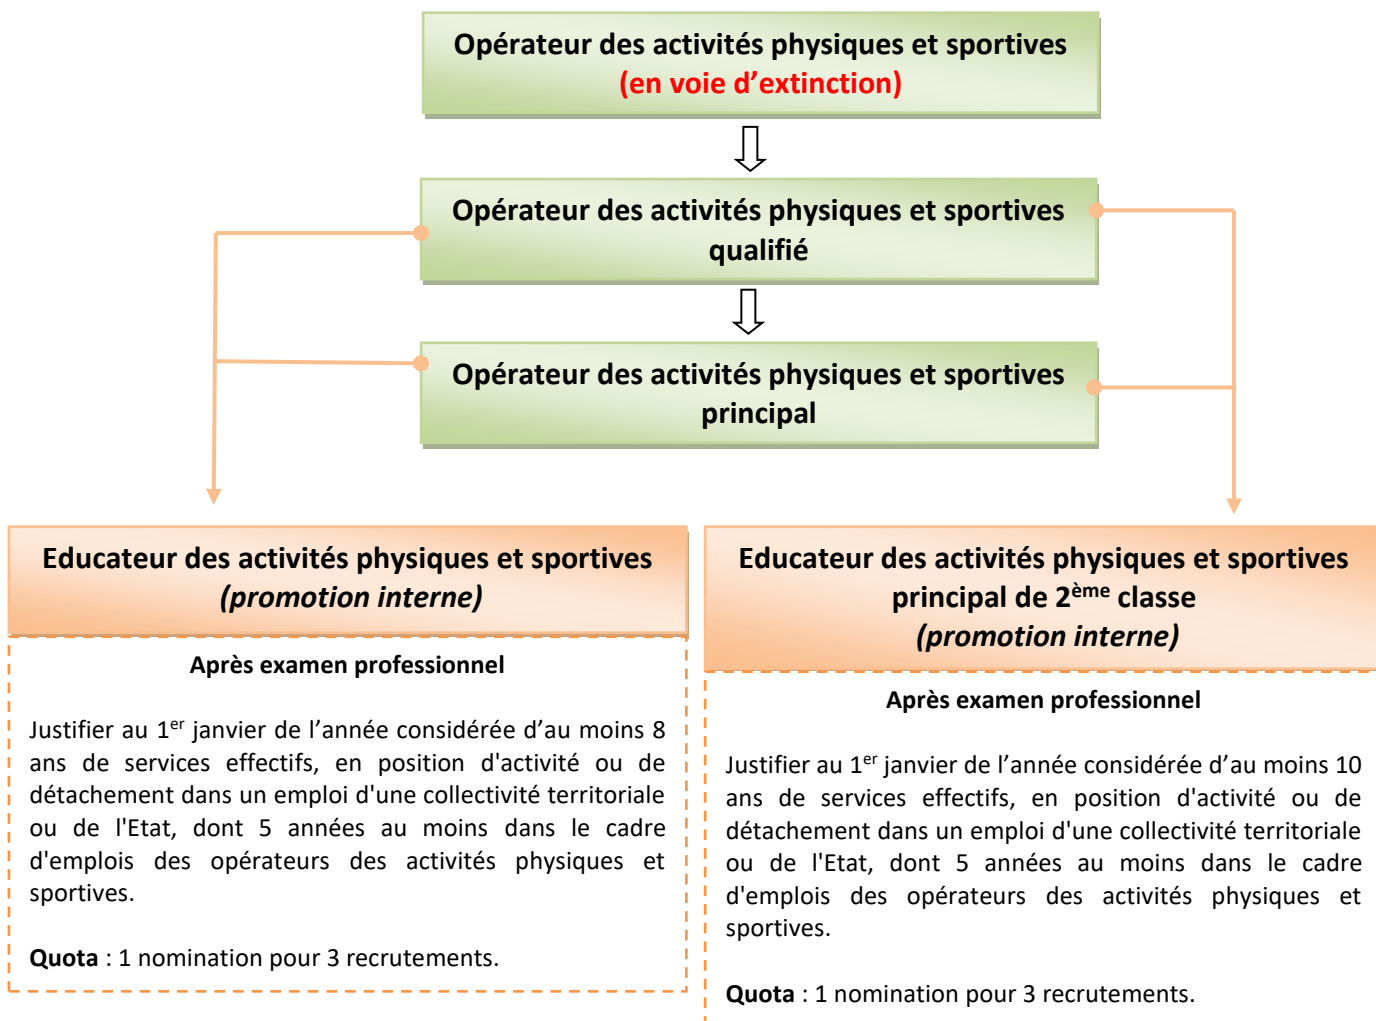 Opérateur des activités physiques et sportives
(en voie d’extinction)
Opérateur des activités physiques et sportives
qualifié
Opérateur des activités physiques et sportives
principal
Educateur des activités physiques et sportives
(promotion interne)
Après examen professionnel
Justifier au 1er janvier de l’année considérée d’au moins 8
ans de services effectifs, en position d'activité ou de
détachement dans un emploi d'une collectivité territoriale
ou de l'Etat, dont 5 années au moins dans le cadre
d'emplois des opérateurs des activités physiques et
sportives.
Quota : 1 nomination pour 3 recrutements.
Educateur des activités physiques et sportives
principal de 2ème classe
(promotion interne)
Après examen professionnel
Justifier au 1er janvier de l’année considérée d’au moins 10
ans de services effectifs, en position d'activité ou de
détachement dans un emploi d'une collectivité territoriale
ou de l'Etat, dont 5 années au moins dans le cadre
d'emplois des opérateurs des activités physiques et
sportives.
Quota : 1 nomination pour 3 recrutements.